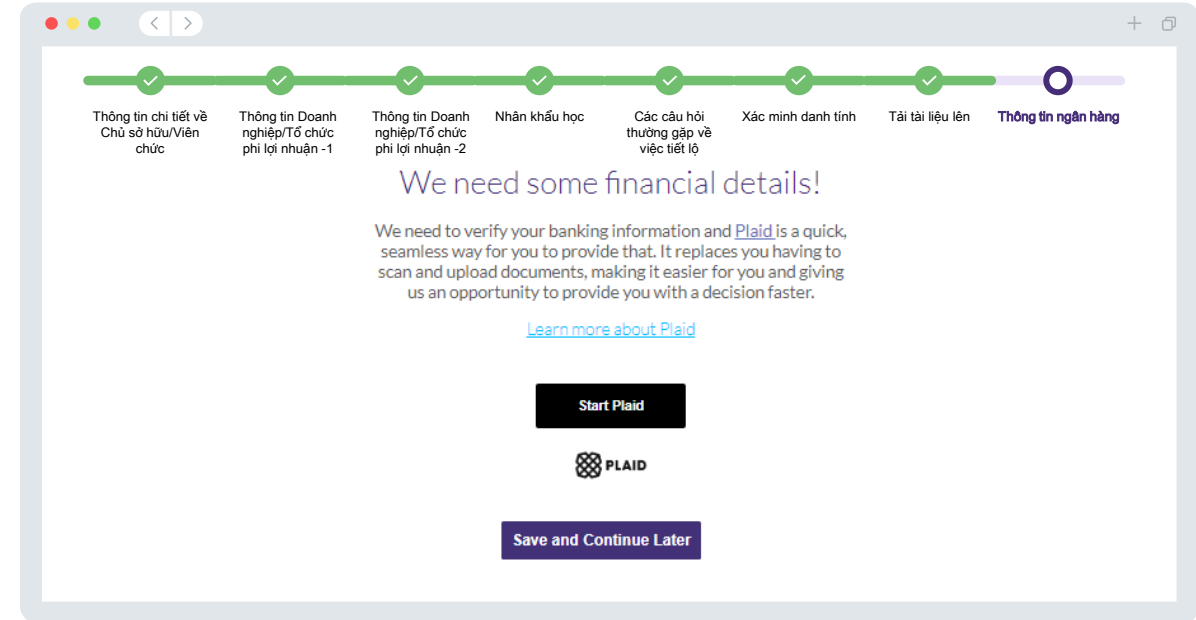 Thông tin chi tiết về
Chủ sở hữu/Viên
chức
Thông tin Doanh
nghiệp/Tổ chức
phi lợi nhuận -1
Thông tin Doanh
nghiệp/Tổ chức
phi lợi nhuận -2
Nhân khẩu học
Các câu hỏi
thường gặp về
việc tiết lộ
Xác minh danh tính
Tải tài liệu lên
Thông tin ngân hàng
We need some financial details!
We need to verify your banking information and Plaid is a quick,
seamless way for you to provide that. It replaces you having to
scan and upload documents, making it easier for you and giving
us an opportunity to provide you with a decision faster.
Learn more about Plaid
Start Plaid
PLAID
Save and Continue Later